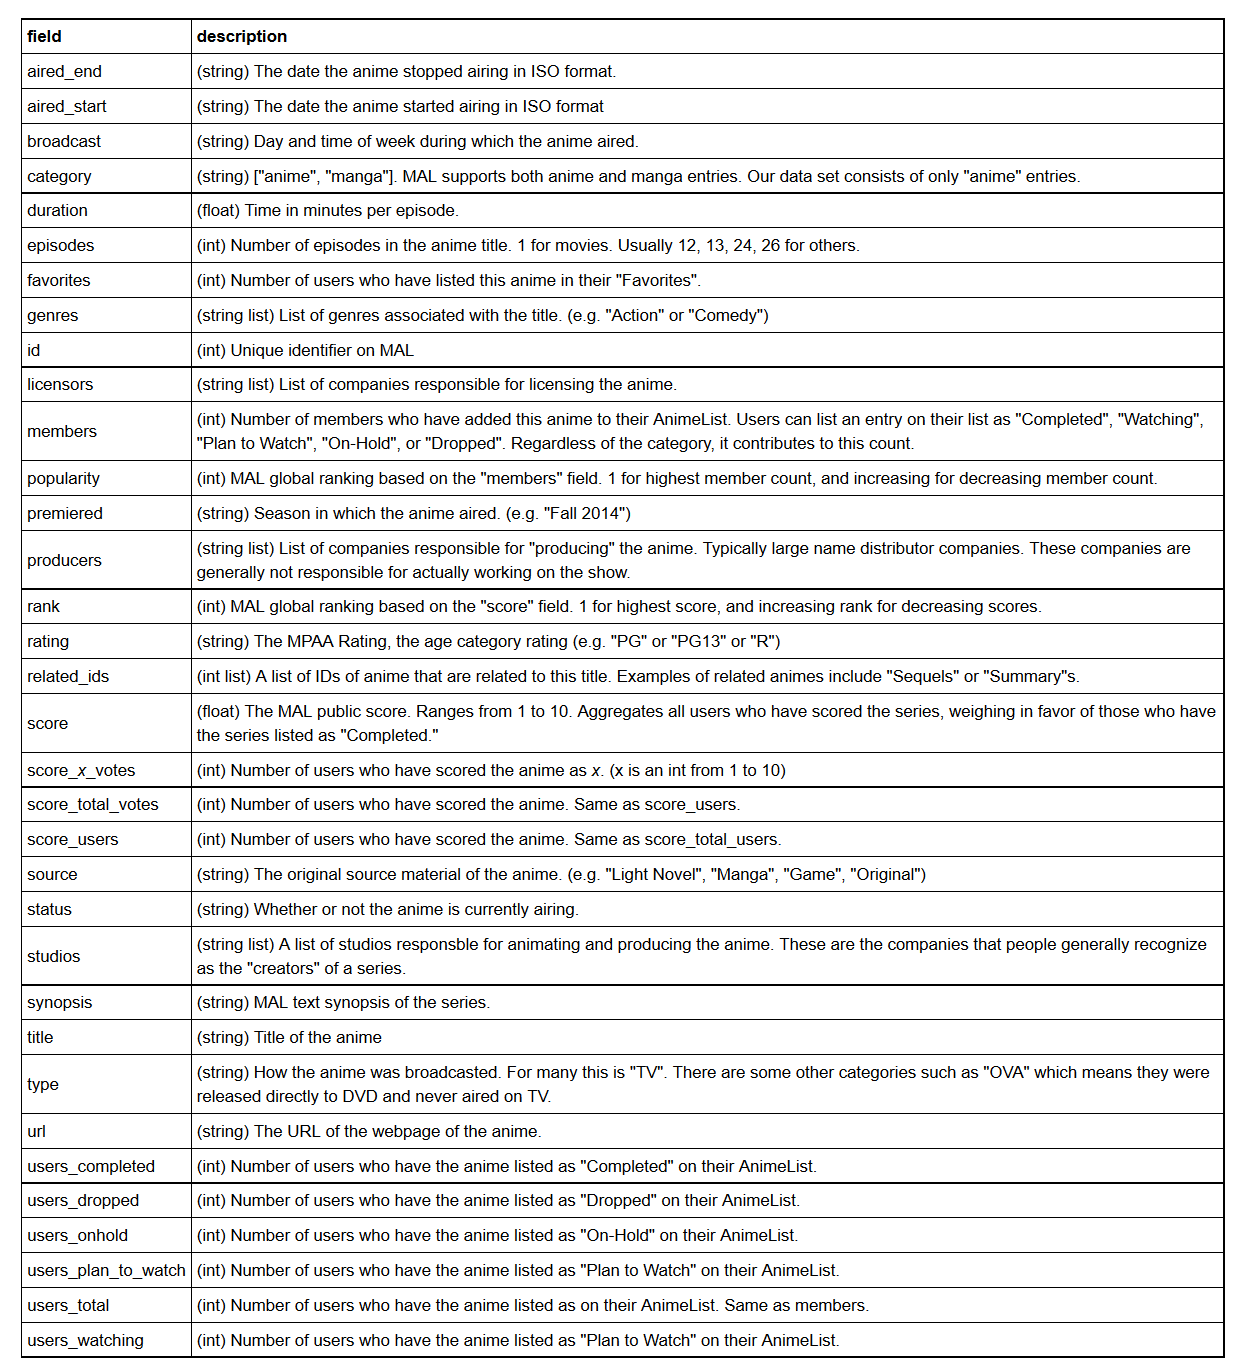 field description
aired_end (string) The date the anime stopped airing in ISO format.
aired_start (string) The date the anime started airing in ISO format
broadcast (string) Day and time of week during which the anime aired.
category (string) ["anime", "manga"]. MAL supports both anime and manga entries. Our data set consists of only "anime" entries.
duration (float) Time in minutes per episode.
episodes (int) Number of episodes in the anime title. 1 for movies. Usually 12, 13, 24, 26 for others.
favorites (int) Number of users who have listed this anime in their "Favorites".
genres (string list) List of genres associated with the title. (e.g. "Action" or "Comedy")
id (int) Unique identifier on MAL
licensors (string list) List of companies responsible for licensing the anime.
members (int) Number of members who have added this anime to their AnimeList. Users can list an entry on their list as "Completed", "Watching",
"Plan to Watch", "On-Hold", or "Dropped". Regardless of the category, it contributes to this count.
popularity (int) MAL global ranking based on the "members" field. 1 for highest member count, and increasing for decreasing member count.
premiered (string) Season in which the anime aired. (e.g. "Fall 2014")
producers (string list) List of companies responsible for "producing" the anime. Typically large name distributor companies. These companies are
generally not responsible for actually working on the show.
rank (int) MAL global ranking based on the "score" field. 1 for highest score, and increasing rank for decreasing scores.
rating (string) The MPAA Rating, the age category rating (e.g. "PG" or "PG13" or "R")
related_ids (int list) A list of IDs of anime that are related to this title. Examples of related animes include "Sequels" or "Summary"s.
score (float) The MAL public score. Ranges from 1 to 10. Aggregates all users who have scored the series, weighing in favor of those who have
the series listed as "Completed."
score_x_votes (int) Number of users who have scored the anime as x. (x is an int from 1 to 10)
score_total_votes (int) Number of users who have scored the anime. Same as score_users.
score_users (int) Number of users who have scored the anime. Same as score_total_users.
source (string) The original source material of the anime. (e.g. "Light Novel", "Manga", "Game", "Original")
status (string) Whether or not the anime is currently airing.
studios (string list) A list of studios responsble for animating and producing the anime. These are the companies that people generally recognize
as the "creators" of a series.
synopsis (string) MAL text synopsis of the series.
title (string) Title of the anime
type (string) How the anime was broadcasted. For many this is "TV". There are some other categories such as "OVA" which means they were
released directly to DVD and never aired on TV.
url (string) The URL of the webpage of the anime.
users_completed (int) Number of users who have the anime listed as "Completed" on their AnimeList.
users_dropped (int) Number of users who have the anime listed as "Dropped" on their AnimeList.
users_onhold (int) Number of users who have the anime listed as "On-Hold" on their AnimeList.
users_plan_to_watch (int) Number of users who have the anime listed as "Plan to Watch" on their AnimeList.
users_total (int) Number of users who have the anime listed as on their AnimeList. Same as members.
users_watching (int) Number of users who have the anime listed as "Plan to Watch" on their AnimeList.